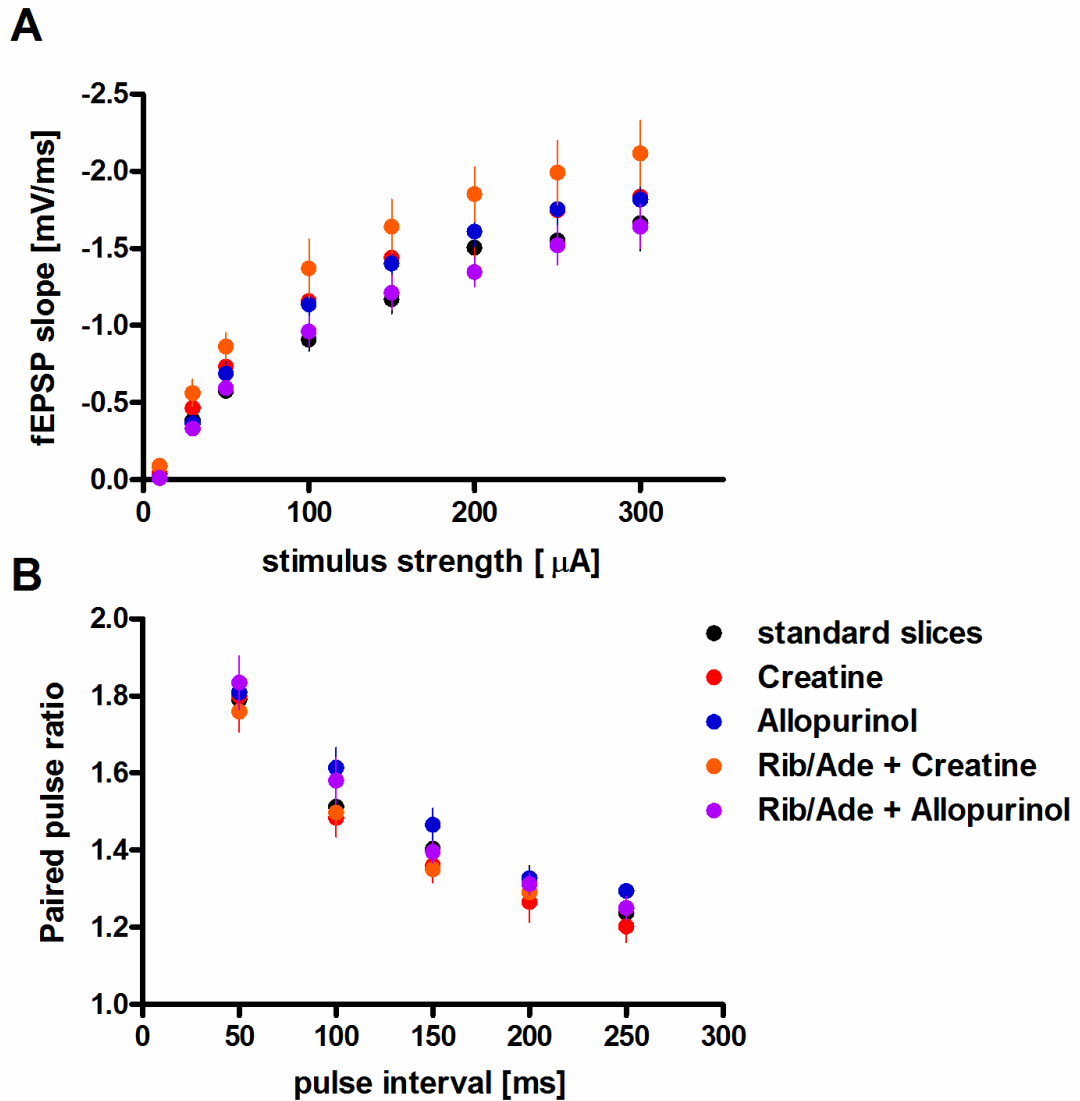 A
-2.5
-2.0
-1.5
-1.0
-0.5
0.0
fEPSP slope [mV/ms]
0 100 200 300
stimulus strength [ μA]
B
2.0
1.8
1.6
1.4
1.2
1.0
Paired pulse ratio
0 50 100 150 200 250 300
pulse interval [ms]
standard slices
Creatine
Allopurinol
Rib/Ade + Creatine
Rib/Ade + Allopurinol